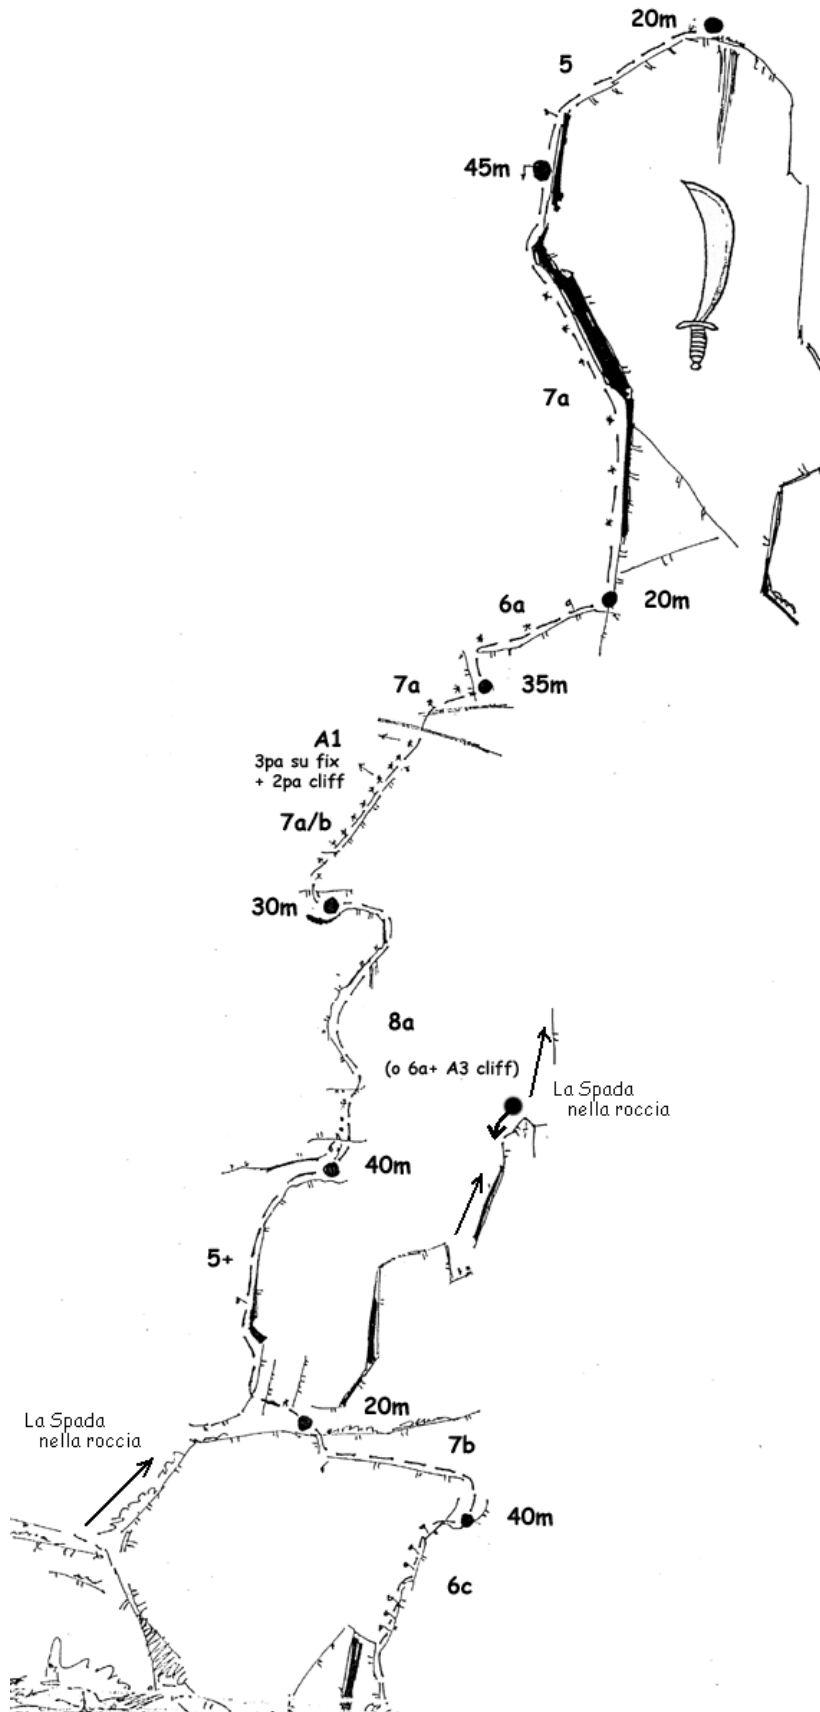 20m
5
45m
7a
6a
20m
7a
35m
A1
3pa su fix
+ 2pa cliff
7a/b
30m
8a
(o 6a+ A3 cliff)
La Spada
nella roccia
40m
5+
20m
La Spada
nella roccia
7b
40m
6c